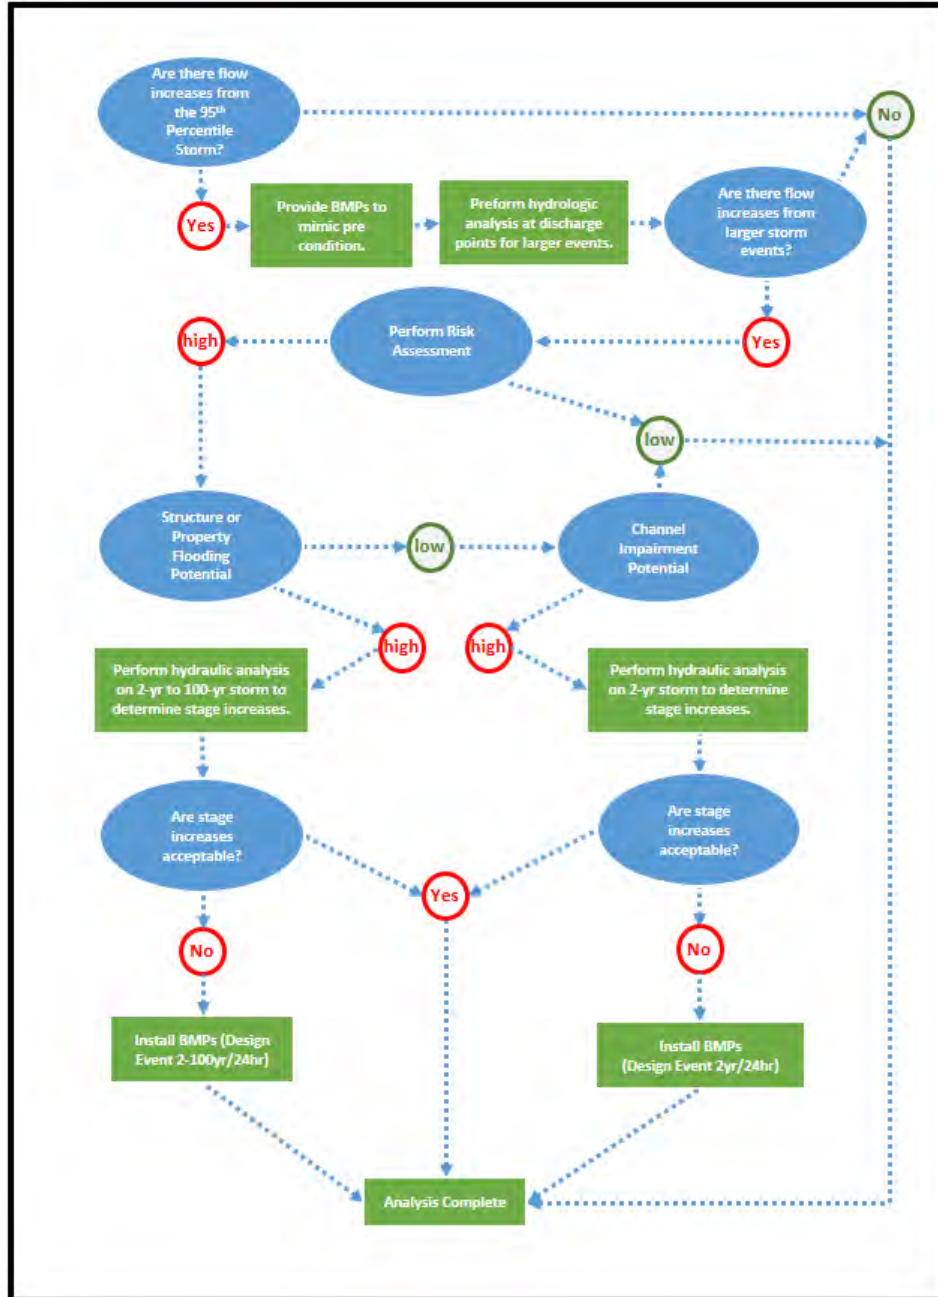 Are there flow
increases from
the 95th
Percentile
Storm?
No
Yes
Provide BMPs to
mimic pre
condition.
Preform hydrologic
analysis at discharge
points for larger events.
Are there flow
increases from
larger storm
events?
high
Perform Risk
Assessment
Yes
low
Structure or
Property
Flooding
Potential
low
Channel
Impairment
Potential
high
high
Perform hydraulic analysis
on 2-yr to 100-yr storm to
determine stage increases.
Perform hydraulic analysis
on 2-yr storm to determine
stage increases.
Are stage
increases
acceptable?
Are stage
increases
acceptable?
Yes
No
No
Install BMPs (Design
Event 2-100yr/24hr)
Install BMPs
(Design Event 2yr/24hr)
Analysis Complete